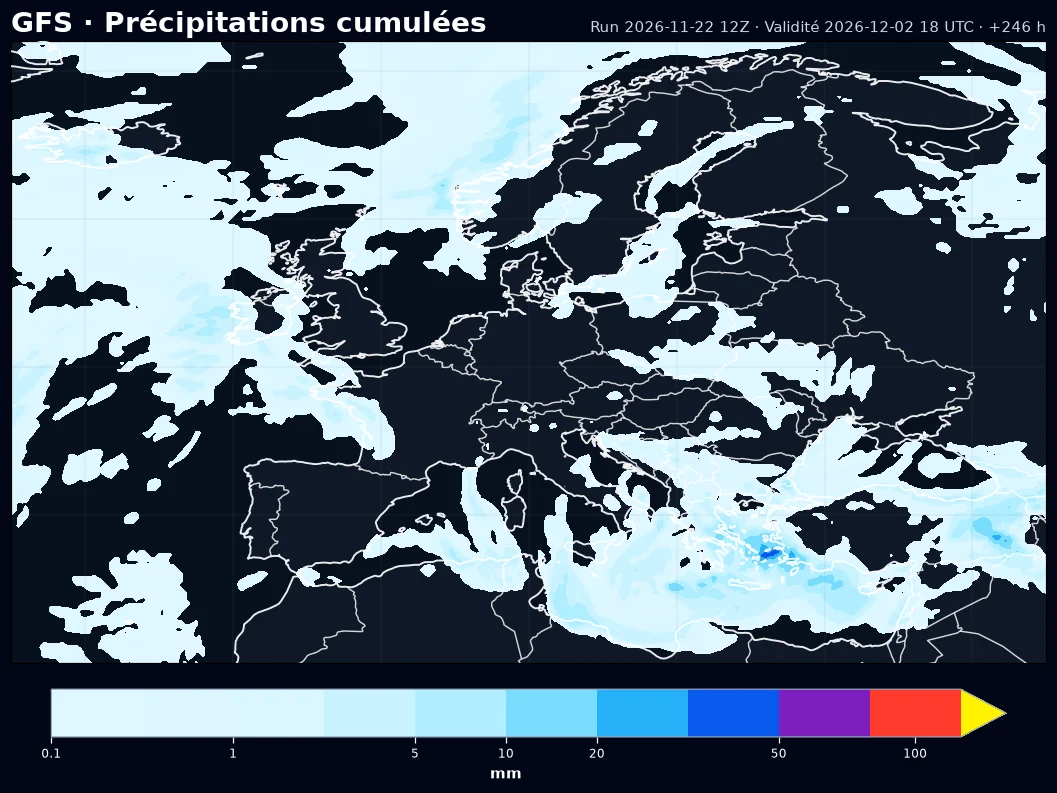 GFS · Précipitations cumulées
Run 2026-11-22 12Z · Validité 2026-12-02 18 UTC · +246 h
0.1 1 5 10 20 50 100
mm